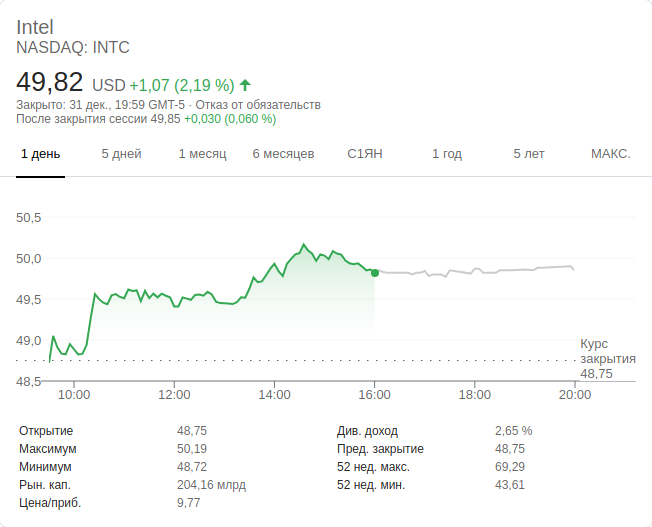 Intel
NASDAQ: INTC
49,82 USD +1,07 (2,19 %)
Закрыто: 31 дек., 19:59 GMT-5 · Отказ от обязательств
После закрытия сессии 49,85 +0,030 (0,060 %)
1 день 5 дней 1 месяц 6 месяцев С1ЯН 1 год 5 лет МАКС.
50,5
50,0
49,5
49,0
48,5
Курс
закрытия
48,75
10:00 12:00 14:00 16:00 18:00 20:00
Открытие 48,75 Див. доход 2,65 %
Максимум 50,19 Пред. закрытие 48,75
Минимум 48,72 52 нед. макс. 69,29
Рын. кап. 204,16 млрд 52 нед. мин. 43,61
Цена/приб. 9,77